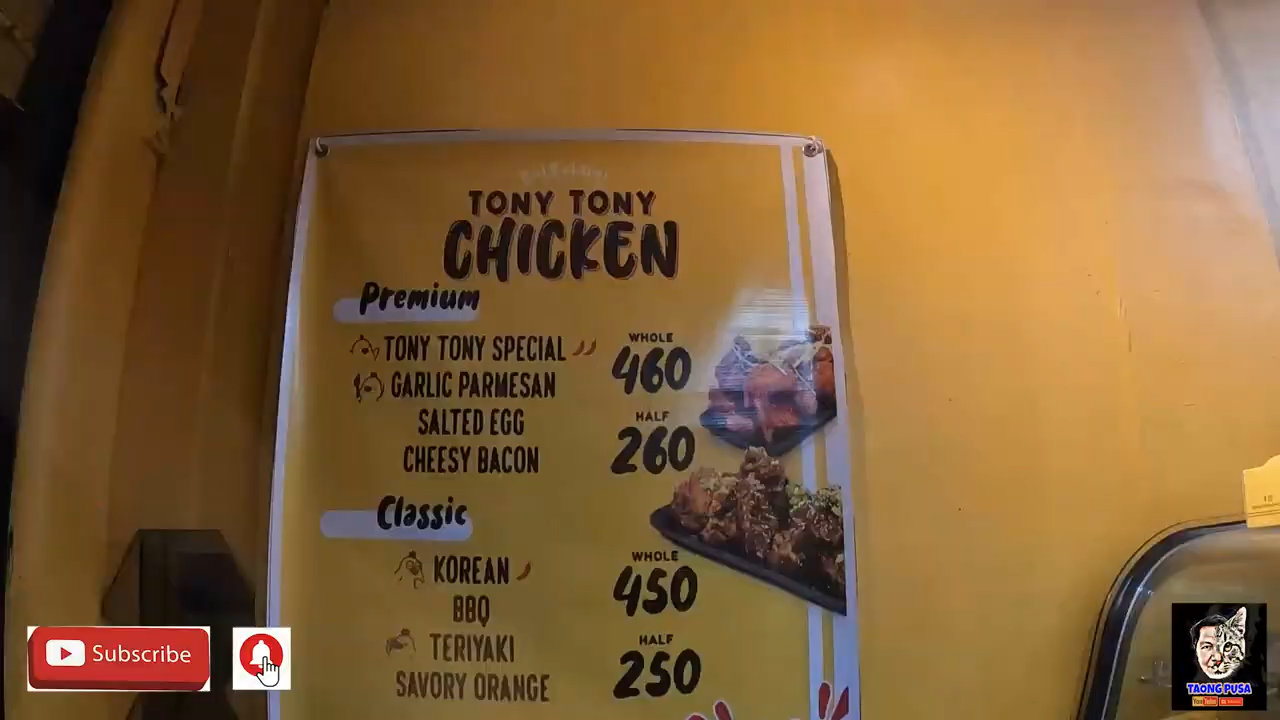 TONY TONY
CHICKEN
Premium
TONY TONY SPECIAL
GARLIC PARMESAN
SALTED EGG
CHEESY BACON
WHOLE
460
HALF
260
Classic
KOREAN
BBQ
TERIYAKI
SAVORY ORANGE
WHOLE
450
HALF
250
Subscribe
TAONG PUSA